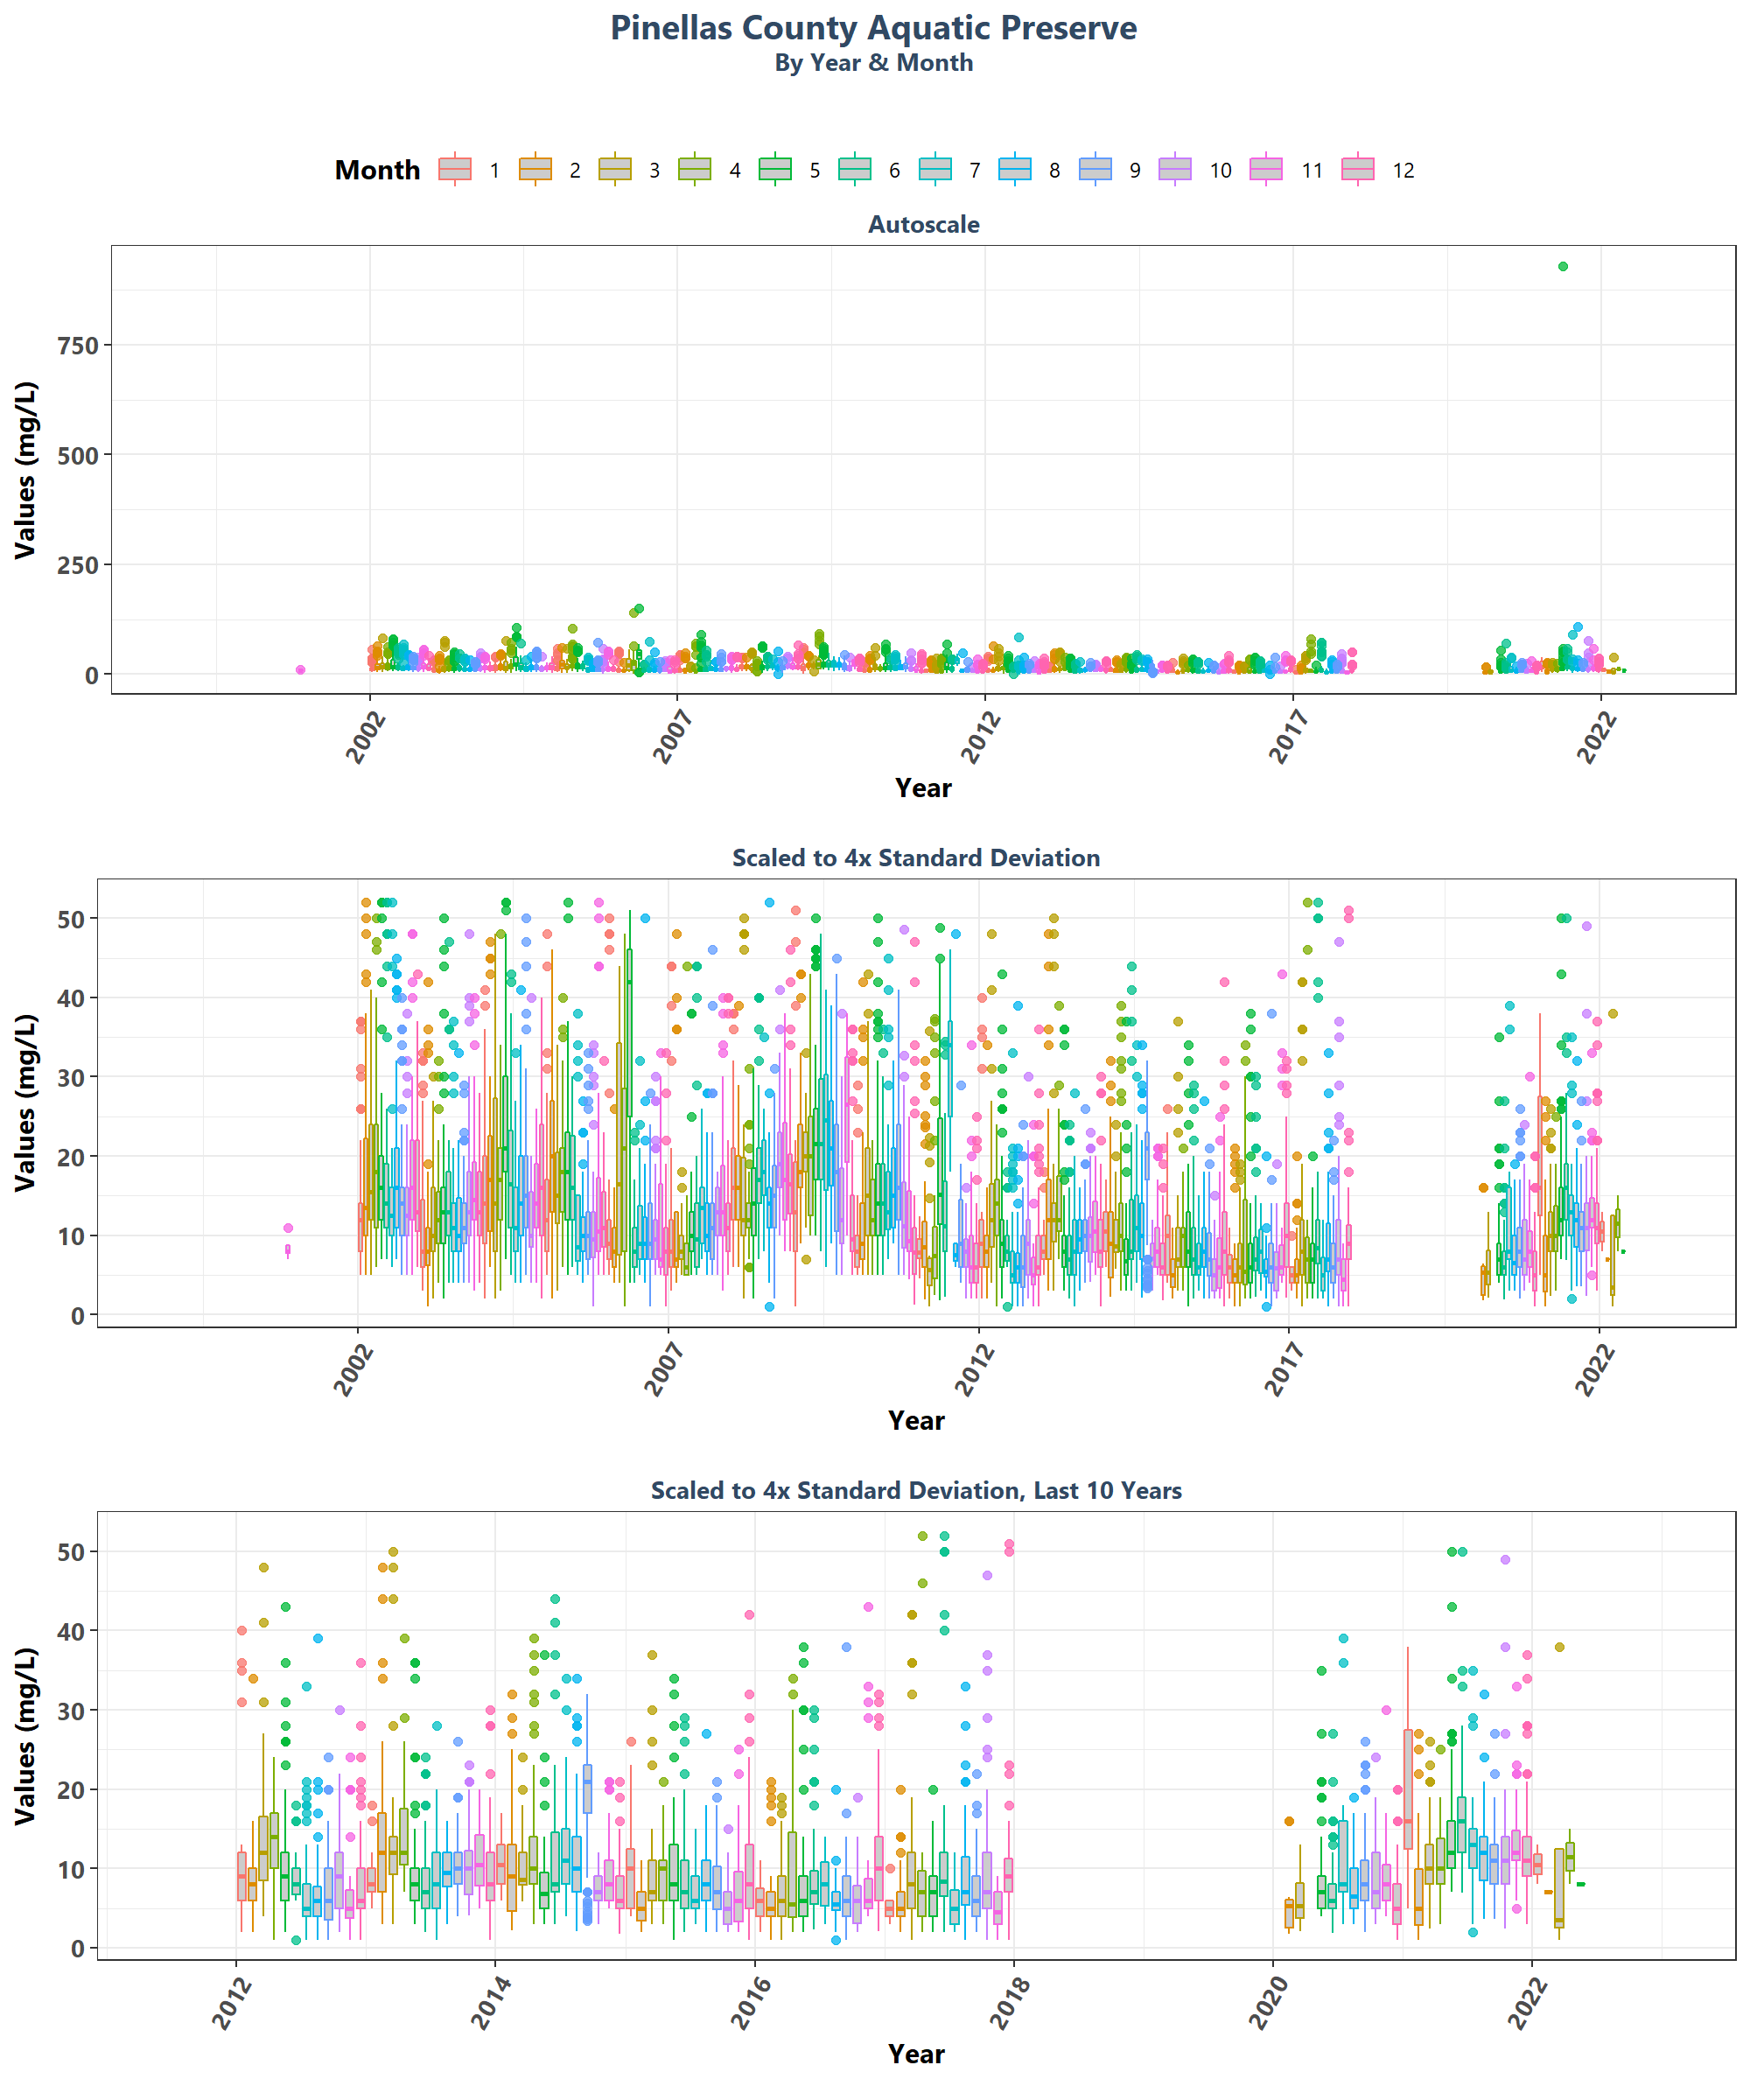 Pinellas County Aquatic Preserve
By Year & Month
Month 1 2 3 4 5 6 7 8 9 10 11 12
Autoscale
Values (mg/L)
750
500
250
0
2002 2007 2012 2017 2022
Year
Scaled to 4x Standard Deviation
Values (mg/L)
50
40
30
20
10
0
2002 2007 2012 2017 2022
Year
Scaled to 4x Standard Deviation, Last 10 Years
Values (mg/L)
50
40
30
20
10
0
2012 2014 2016 2018 2020 2022
Year